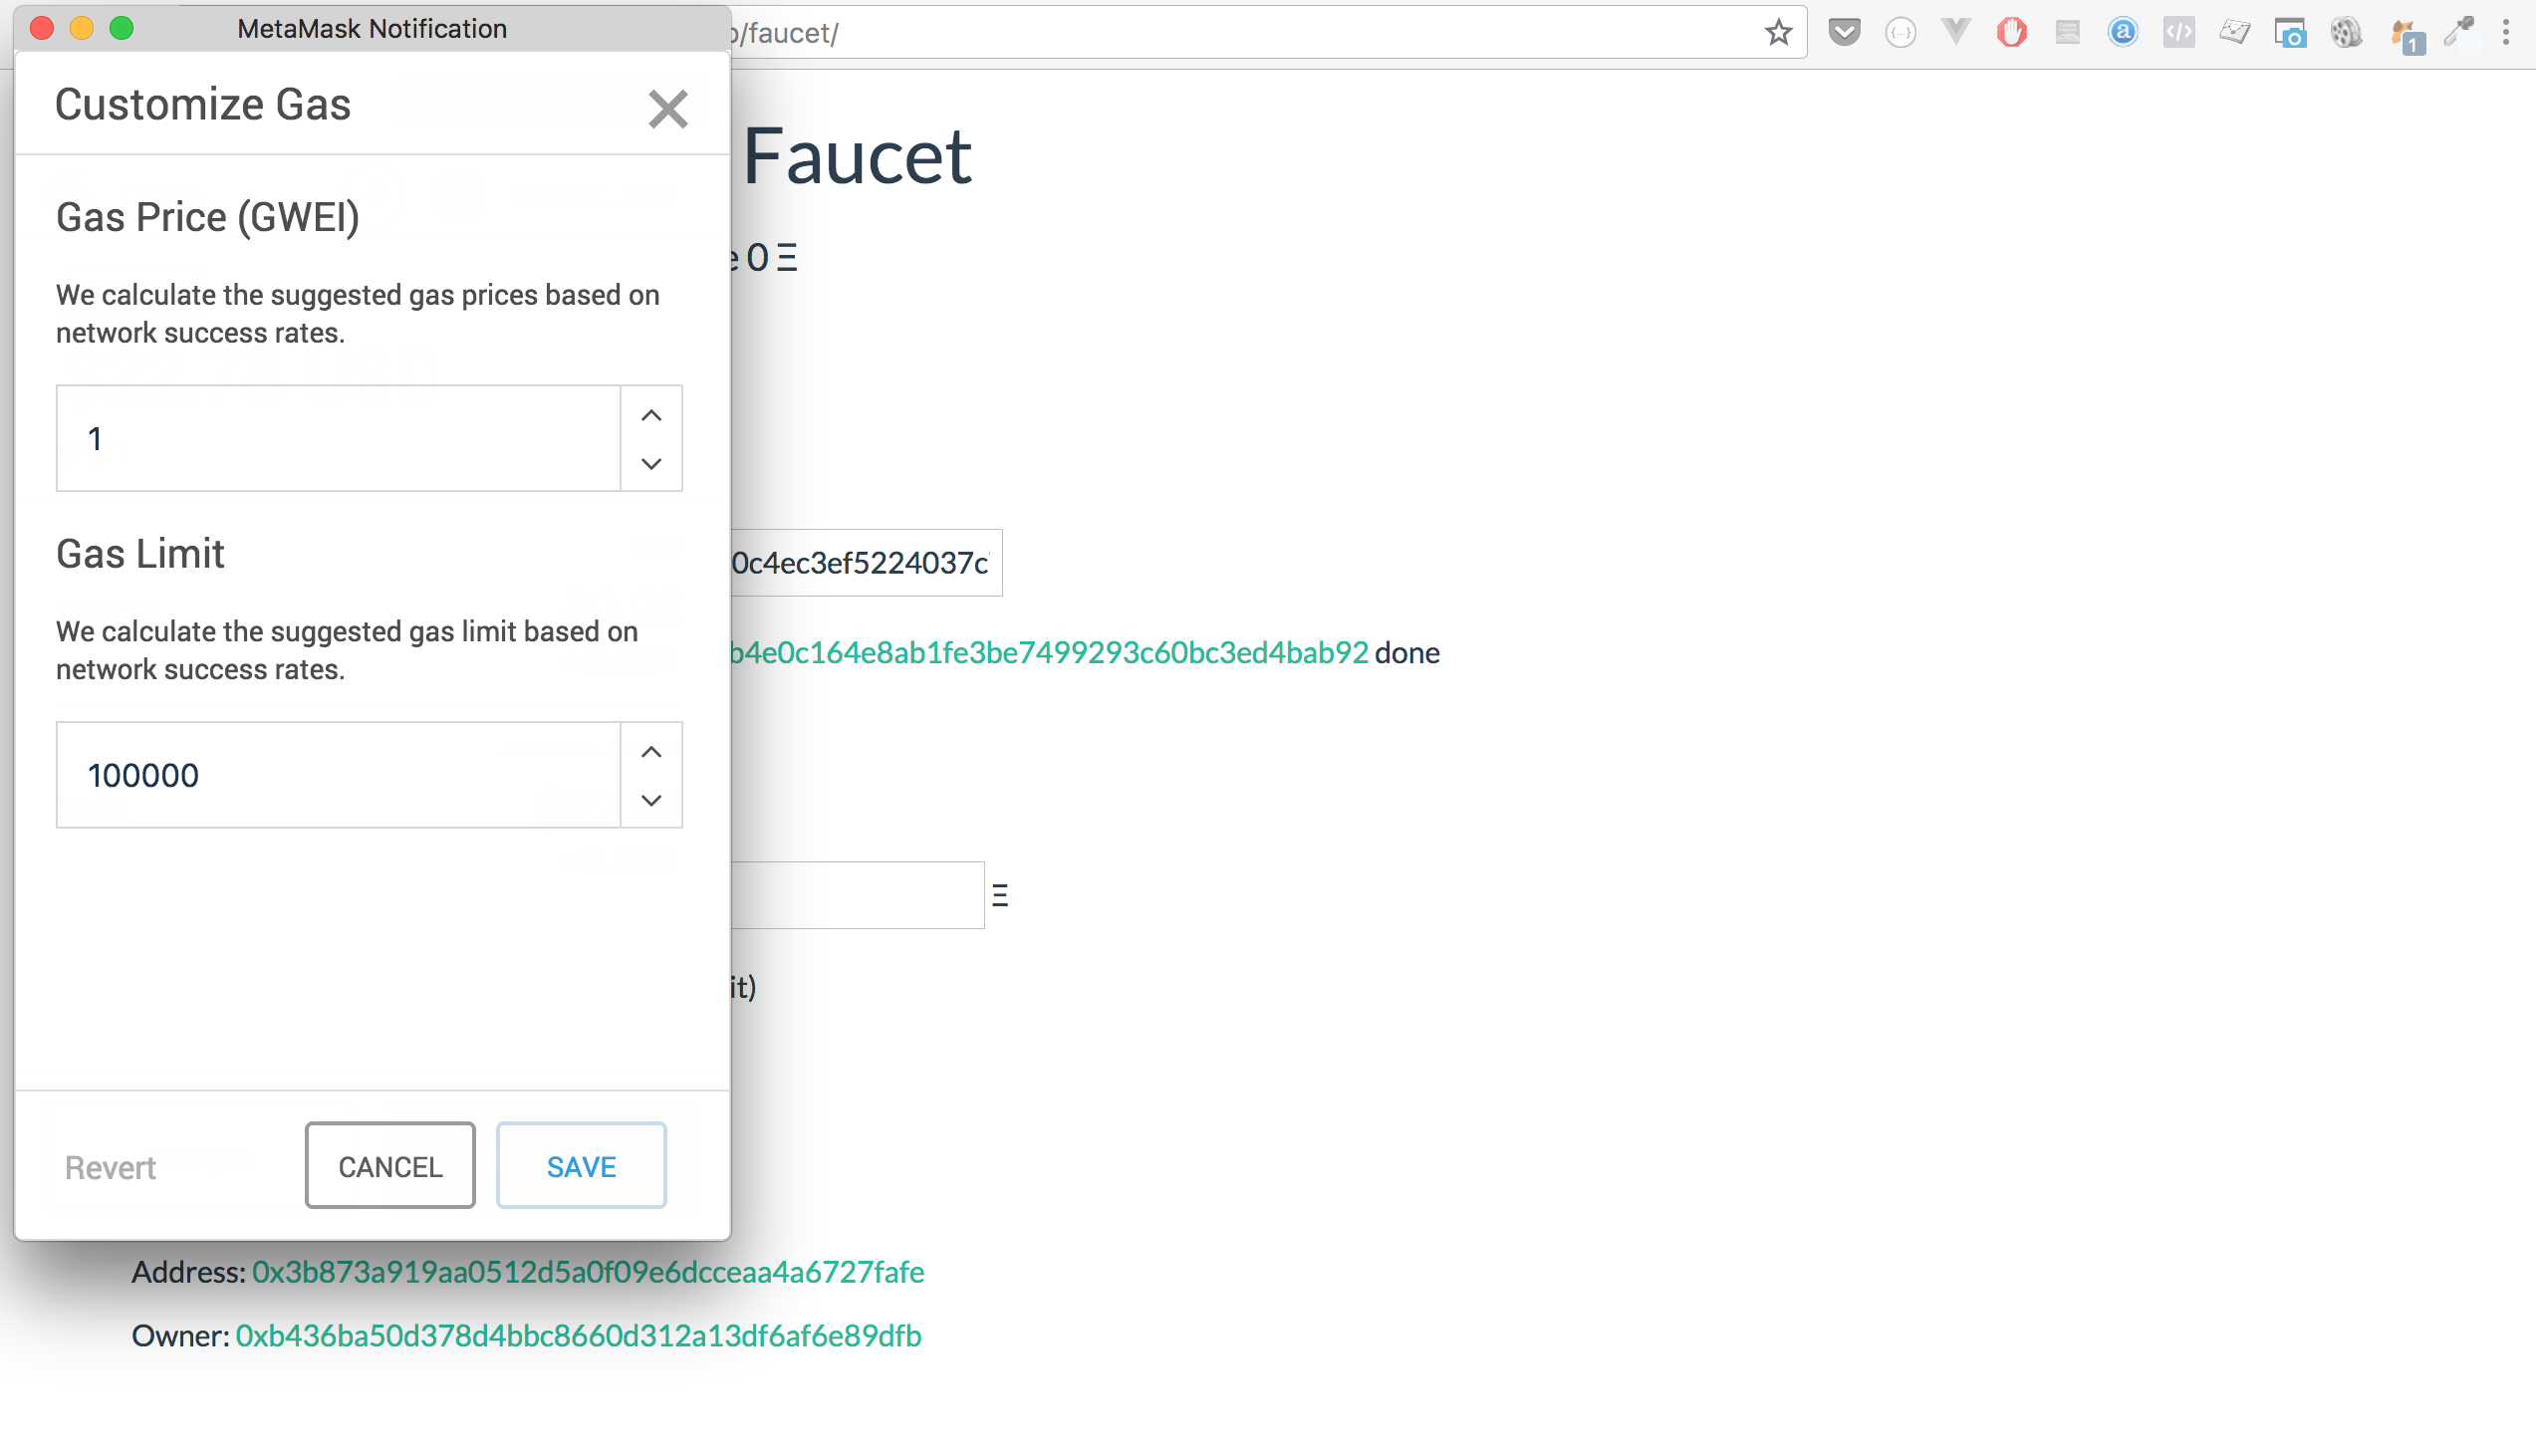 MetaMask Notification
/faucet/
Customize Gas
Gas Price (GWEI)
We calculate the suggested gas prices based on
network success rates.
1
Gas Limit
We calculate the suggested gas limit based on
network success rates.
100000
Revert
CANCEL
SAVE
Faucet
e 0 Ξ
0c4ec3ef5224037c
b4e0c164e8ab1fe3be7499293c60bc3ed4bab92 done
Ξ
it)
Address: 0x3b873a919aa0512d5a0f09e6dcceaa4a6727fafe
Owner: 0xb436ba50d378d4bbc8660d312a13df6af6e89dfb
{...}
a
</>
1